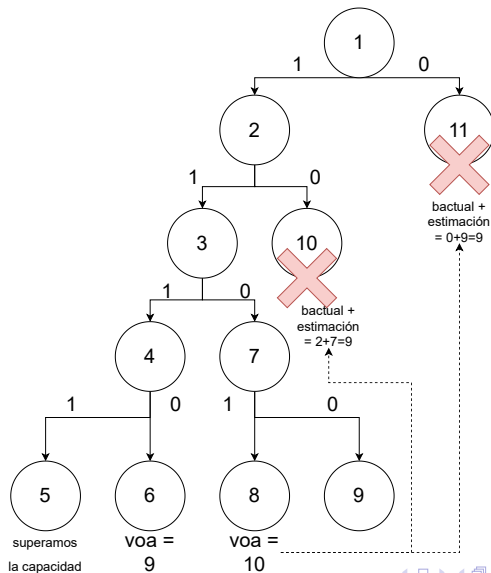 1
1 0
2
11
bactual +
estimación
= 0+9=9
1 0
3
10
bactual +
estimación
= 2+7=9
1 0
4
7
1 0
1 0
5
6
8
9
superamos
la capacidad
voa =
9
voa =
10